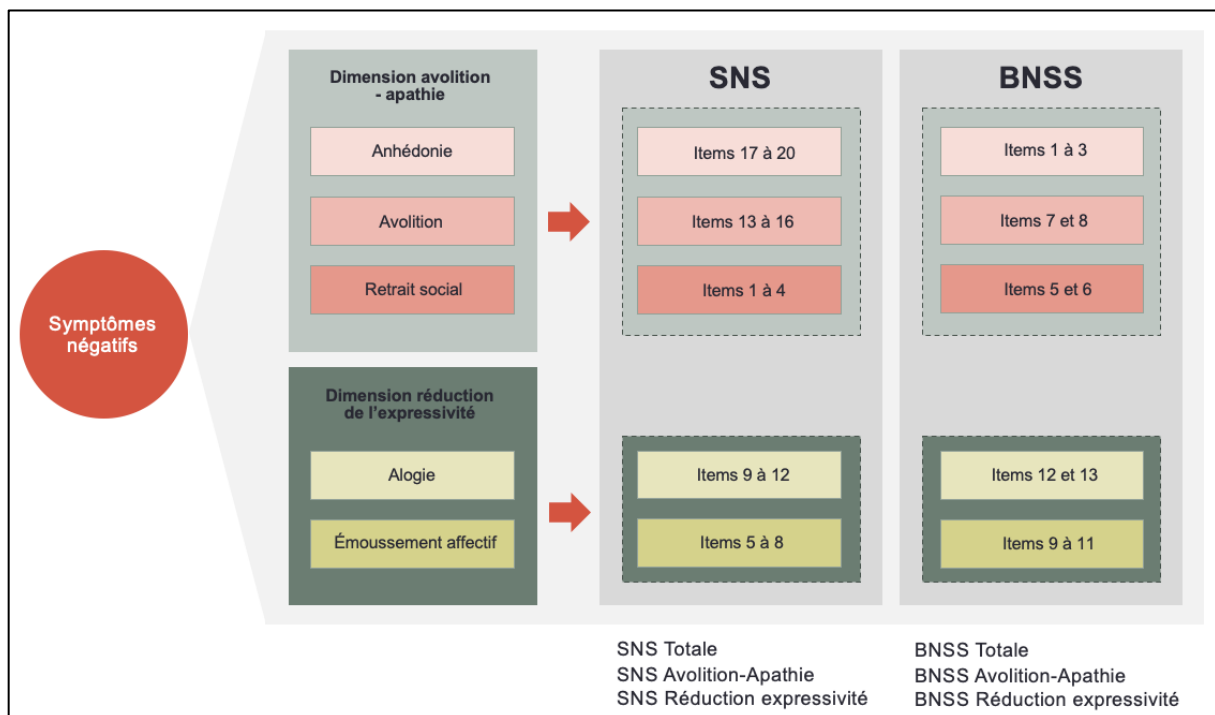 Symptômes
négatifs
Dimension avolition
- apathie
Anhédonie
Avolition
Retrait social
Dimension réduction
de l'expressivité
Alogie
Émoussement affectif
SNS
Items 17 à 20
Items 13 à 16
Items 1 à 4
Items 9 à 12
Items 5 à 8
BNSS
Items 1 à 3
Items 7 et 8
Items 5 et 6
Items 12 et 13
Items 9 à 11
SNS Totale
SNS Avolition-Apathie
SNS Réduction expressivité
BNSS Totale
BNSS Avolition-Apathie
BNSS Réduction expressivité